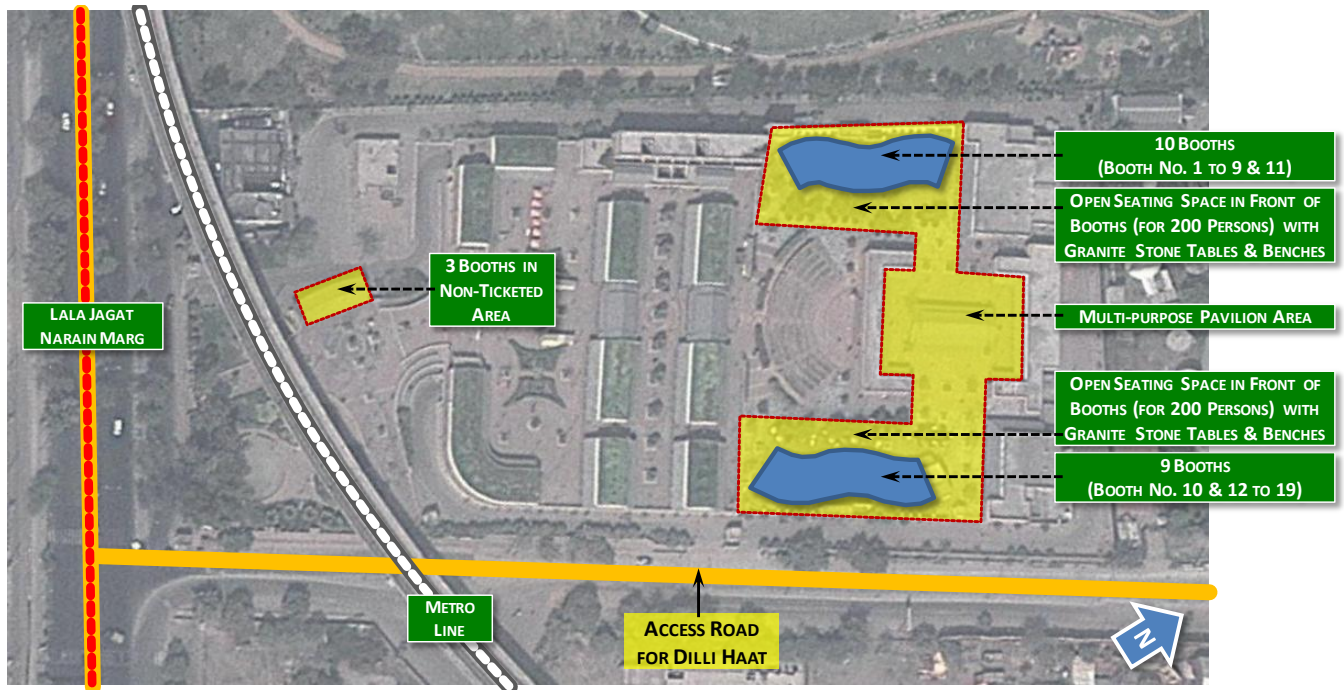 10 BOOTHS
(BOOTH NO. 1 TO 9 & 11)
OPEN SEATING SPACE IN FRONT OF
BOOTHS (FOR 200 PERSONS) WITH
GRANITE STONE TABLES & BENCHES
3 BOOTHS IN
NON-TICKETED
AREA
LALA JAGAT
NARAIN MARG
MULTI-PURPOSE PAVILION AREA
OPEN SEATING SPACE IN FRONT OF
BOOTHS (FOR 200 PERSONS) WITH
GRANITE STONE TABLES & BENCHES
9 BOOTHS
(BOOTH NO. 10 & 12 TO 19)
METRO
LINE
ACCESS ROAD
FOR DILLI HAAT
N